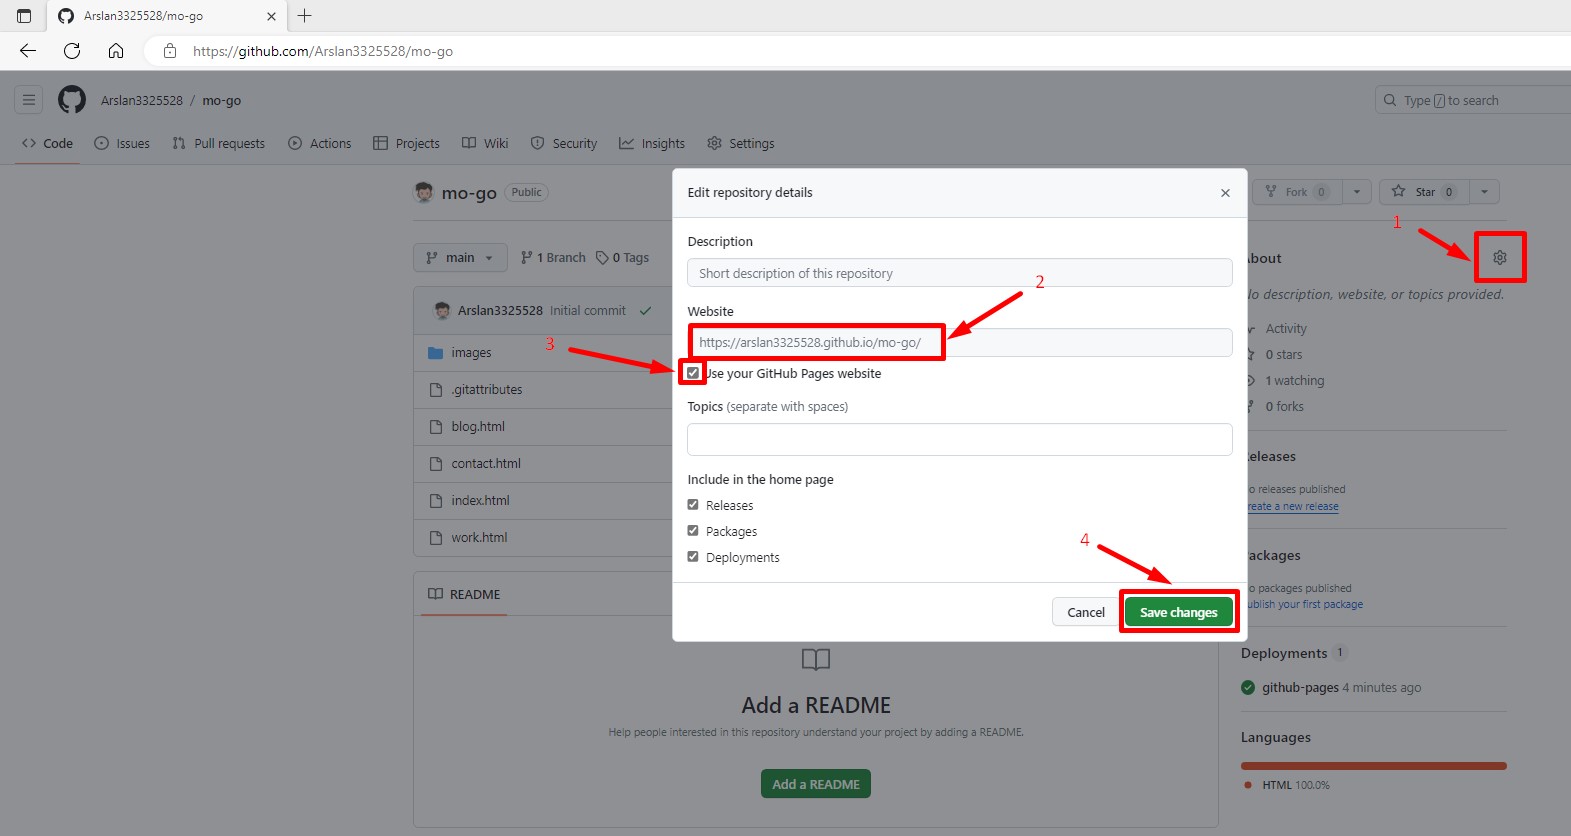 Arslan3325528/mo-go
https://github.com/Arslan3325528/mo-go
Arslan3325528 / mo-go
Type / to search
Code Issues Pull requests Actions Projects Wiki Security Insights Settings
mo-go Public
Fork 0 Star 0
main 1 Branch 0 Tags
Arslan3325528 Initial commit
images
.gitattributes
blog.html
contact.html
index.html
work.html
README
Add a README
Help people interested in this repository understand your project by adding a README.
Add a README
Edit repository details
Description
Short description of this repository
Website
https://arslan3325528.github.io/mo-go/
Use your GitHub Pages website
Topics (separate with spaces)
Include in the home page
Releases
Packages
Deployments
Cancel Save changes
1
2
3
4
bout
o description, website, or topics provided.
Activity
0 stars
1 watching
0 forks
eleases
o releases published
reate a new release
ackages
o packages published
ublish your first package
Deployments 1
github-pages 4 minutes ago
Languages
HTML 100.0%